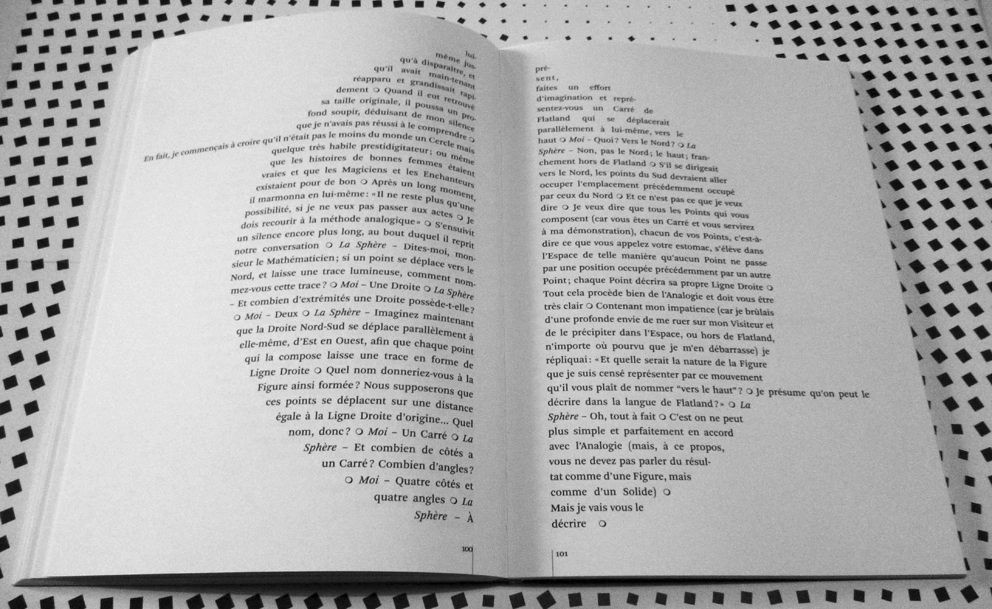 lui-
même jus-
qu'à disparaître, et
qu'il avait main-tenant
réapparu et grandissait rapi-
dement ❍ Quand il eut retrouvé
sa taille originale, il poussa un pro-
fond soupir, déduisant de mon silence
que je n'avais pas réussi à le comprendre ❍
En fait, je commençais à croire qu'il n'était pas le moins du monde un Cercle mais
quelque très habile prestidigitateur; ou même
que les histoires de bonnes femmes étaient
vraies et que les Magiciens et les Enchanteurs
existaient pour de bon ❍ Après un long moment,
il marmonna en lui-même: «Il ne reste plus qu'une
possibilité, si je ne veux pas passer aux actes ❍ Je
dois recourir à la méthode analogique» ❍ S'ensuivit
un silence encore plus long, au bout duquel il reprit
notre conversation ❍ La Sphère – Dites-moi, mon-
sieur le Mathématicien; si un point se déplace vers le
Nord, et laisse une trace lumineuse, comment nom-
mez-vous cette trace? ❍ Moi – Une Droite ❍ La Sphère
– Et combien d'extrémités une Droite possède-t-elle?
❍ Moi – Deux ❍ La Sphère – Imaginez maintenant
que la Droite Nord-Sud se déplace parallèlement à
elle-même, d'Est en Ouest, afin que chaque point
qui la compose laisse une trace en forme de
Ligne Droite ❍ Quel nom donneriez-vous à la
Figure ainsi formée? Nous supposerons que
ces points se déplacent sur une distance
égale à la Ligne Droite d'origine... Quel
nom, donc? ❍ Moi – Un Carré ❍ La
Sphère – Et combien de côtés a
un Carré? Combien d'angles?
❍ Moi – Quatre côtés et
quatre angles ❍ La
Sphère – À
100
pré-
sent,
faites un effort
d'imagination et repré-
sentez-vous un Carré de
Flatland qui se déplacerait
parallèlement à lui-même, vers le
haut ❍ Moi – Quoi? Vers le Nord? ❍ La
Sphère – Non, pas le Nord; le haut; fran-
chement hors de Flatland ❍ S'il se dirigeait
vers le Nord, les points du Sud devraient aller
occuper l'emplacement précédemment occupé
par ceux du Nord ❍ Et ce n'est pas ce que je veux
dire ❍ Je veux dire que tous les Points qui vous
composent (car vous êtes un Carré et vous servirez
à ma démonstration), chacun de vos Points, c'est-à-
dire ce que vous appelez votre estomac, s'élève dans
l'Espace de telle manière qu'aucun Point ne passe
par une position occupée précédemment par un autre
Point; chaque Point décrira sa propre Ligne Droite ❍
Tout cela procède bien de l'Analogie et doit vous être
très clair ❍ Contenant mon impatience (car je brûlais
d'une profonde envie de me ruer sur mon Visiteur et
de le précipiter dans l'Espace, ou hors de Flatland,
n'importe où pourvu que je m'en débarrasse) je
répliquai: «Et quelle serait la nature de la Figure
que je suis censé représenter par ce mouvement
qu'il vous plaît de nommer “vers le haut”? ❍ Je présume qu'on peut le
décrire dans la langue de Flatland?» ❍ La
Sphère – Oh, tout à fait ❍ C'est on ne peut
plus simple et parfaitement en accord
avec l'Analogie (mais, à ce propos,
vous ne devez pas parler du résul-
tat comme d'une Figure, mais
comme d'un Solide) ❍
Mais je vais vous le
décrire ❍
101